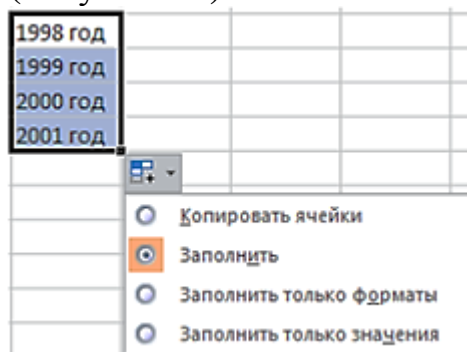 1998 год
1999 год
2000 год
2001 год
Копировать ячейки
Заполнить
Заполнить только форматы
Заполнить только значения